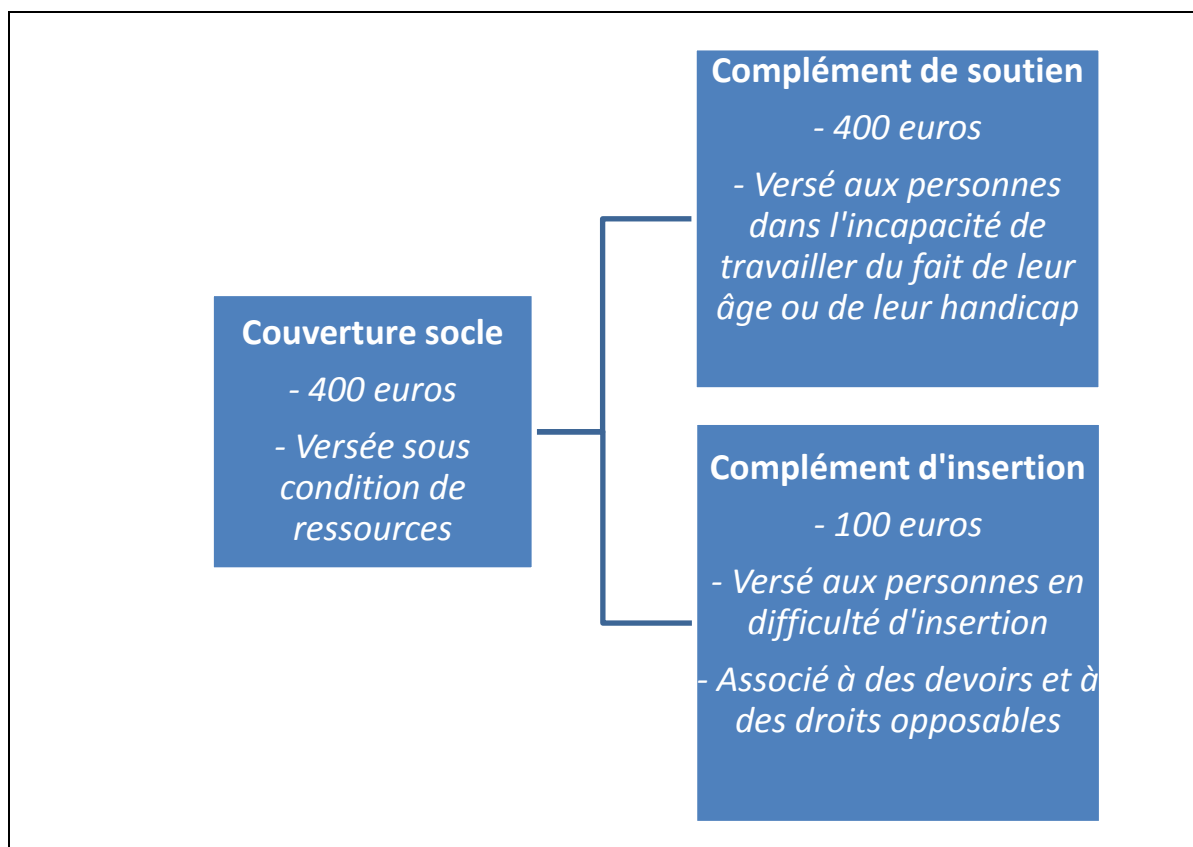 Couverture socle
- 400 euros
- Versée sous
condition de
ressources
Complément de soutien
- 400 euros
- Versé aux personnes
dans l'incapacité de
travailler du fait de leur
âge ou de leur handicap
Complément d'insertion
- 100 euros
- Versé aux personnes en
difficulté d'insertion
- Associé à des devoirs et à
des droits opposables